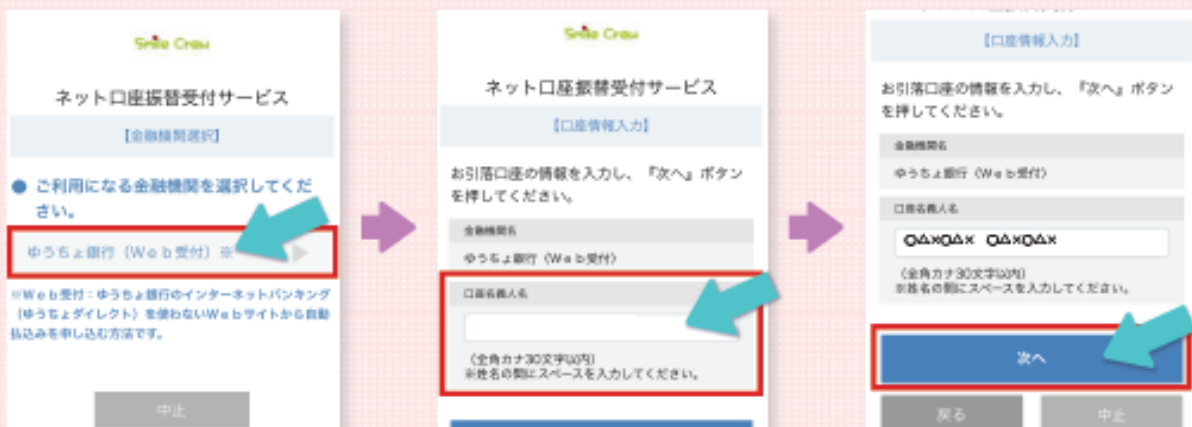 Smile Crew
ネット口座振替受付サービス
【金融機関選択】
● ご利用になる金融機関を選択してくだ
さい。
ゆうちょ銀行（Ｗｅｂ受付）※
※Ｗｅｂ受付：ゆうちょ銀行のインターネットバンキング
（ゆうちょダイレクト）を使わないＷｅｂサイトから自動
払込みを申し込む方法です。
中止
Smile Crew
ネット口座振替受付サービス
【口座情報入力】
お引落口座の情報を入力し、『次へ』ボタン
を押してください。
金融機関名
ゆうちょ銀行（Ｗｅｂ受付）
口座名義人名
（全角カナ30文字以内）
※姓名の間にスペースを入力してください。
【口座情報入力】
お引落口座の情報を入力し、『次へ』ボタン
を押してください。
金融機関名
ゆうちょ銀行（Ｗｅｂ受付）
口座名義人名
○△×○△× ○△×○△×
（全角カナ30文字以内）
※姓名の間にスペースを入力してください。
次へ
戻る
中止